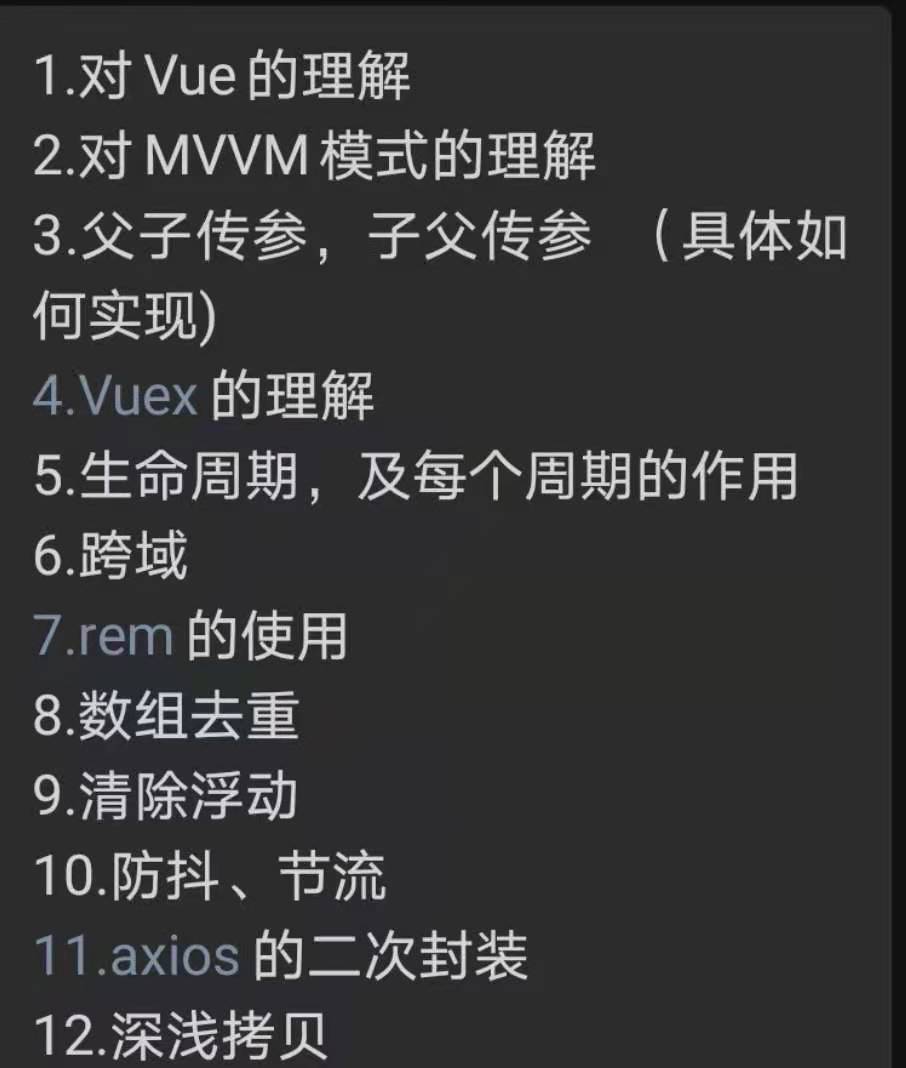 1.对 Vue 的理解
2.对 MVVM 模式的理解
3.父子传参，子父传参 （具体如
何实现)
4.Vuex 的理解
5.生命周期，及每个周期的作用
6.跨域
7.rem 的使用
8.数组去重
9.清除浮动
10.防抖、节流
11.axios 的二次封装
12.深浅拷贝